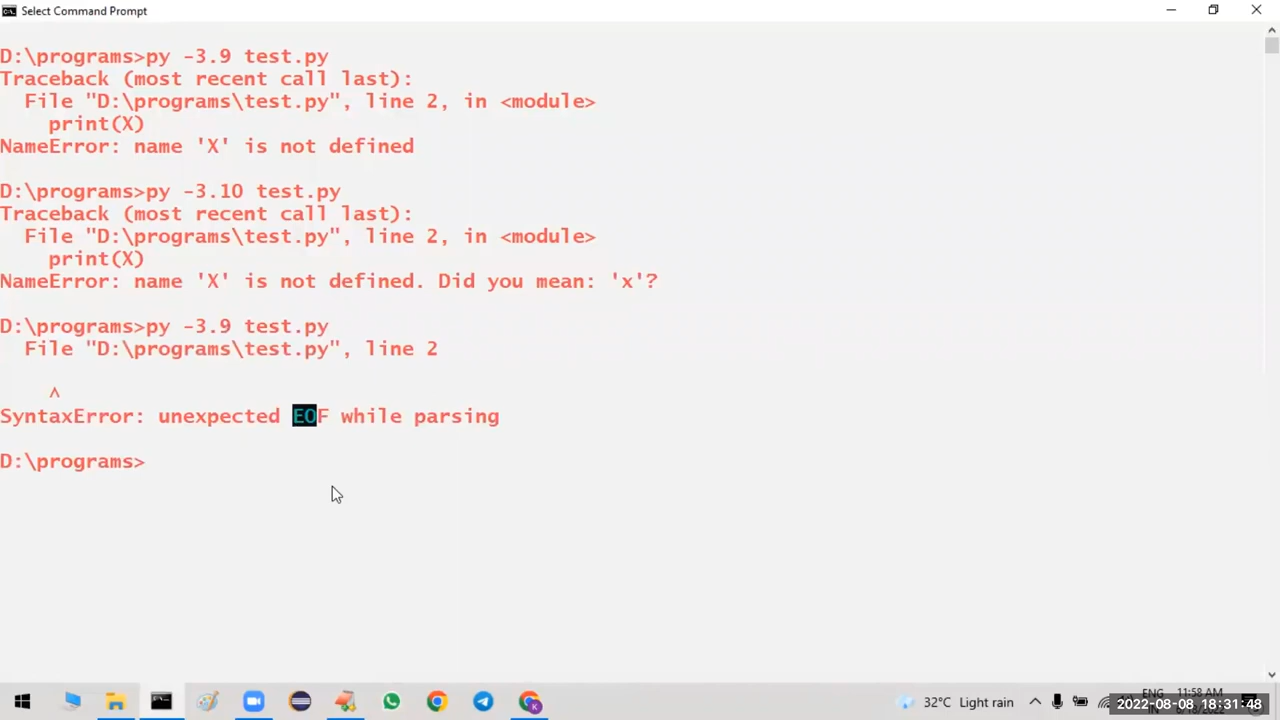 Select Command Prompt
D:\programs>py -3.9 test.py
Traceback (most recent call last):
  File "D:\programs\test.py", line 2, in <module>
    print(X)
NameError: name 'X' is not defined
D:\programs>py -3.10 test.py
Traceback (most recent call last):
  File "D:\programs\test.py", line 2, in <module>
    print(X)
NameError: name 'X' is not defined. Did you mean: 'x'?
D:\programs>py -3.9 test.py
  File "D:\programs\test.py", line 2
    ^
SyntaxError: unexpected EOF while parsing
D:\programs>
32°C Light rain
ENG
11:58 AM
2022-08-08, 18:31:48